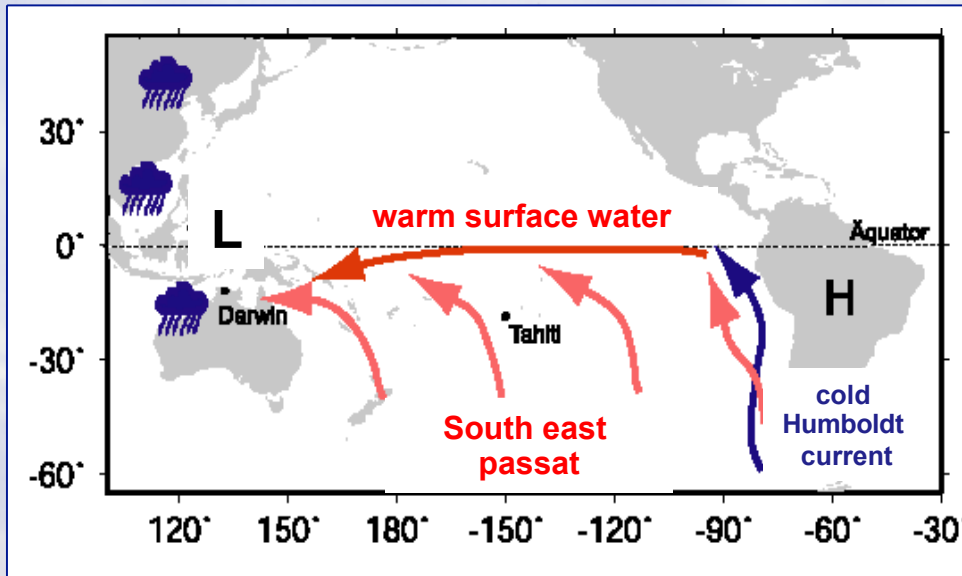 30°
L
warm surface water
0°
Äquator
H
Darwin
Tahiti
-30°
cold
Humboldt
current
South east
passat
-60°
120° 150° 180° -150° -120° -90° -60° -30°